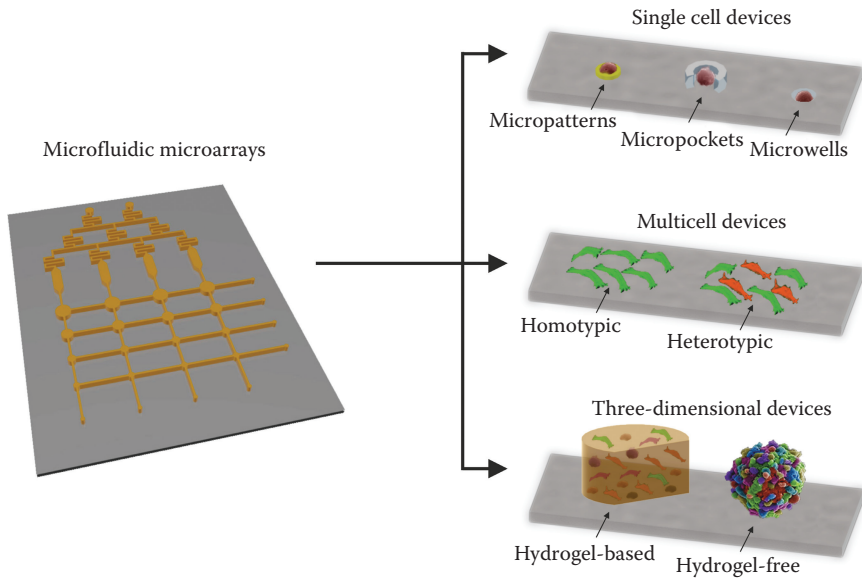 Single cell devices
Micropatterns
Micropockets
Microwells
Microfluidic microarrays
Multicell devices
Homotypic
Heterotypic
Three-dimensional devices
Hydrogel-based
Hydrogel-free